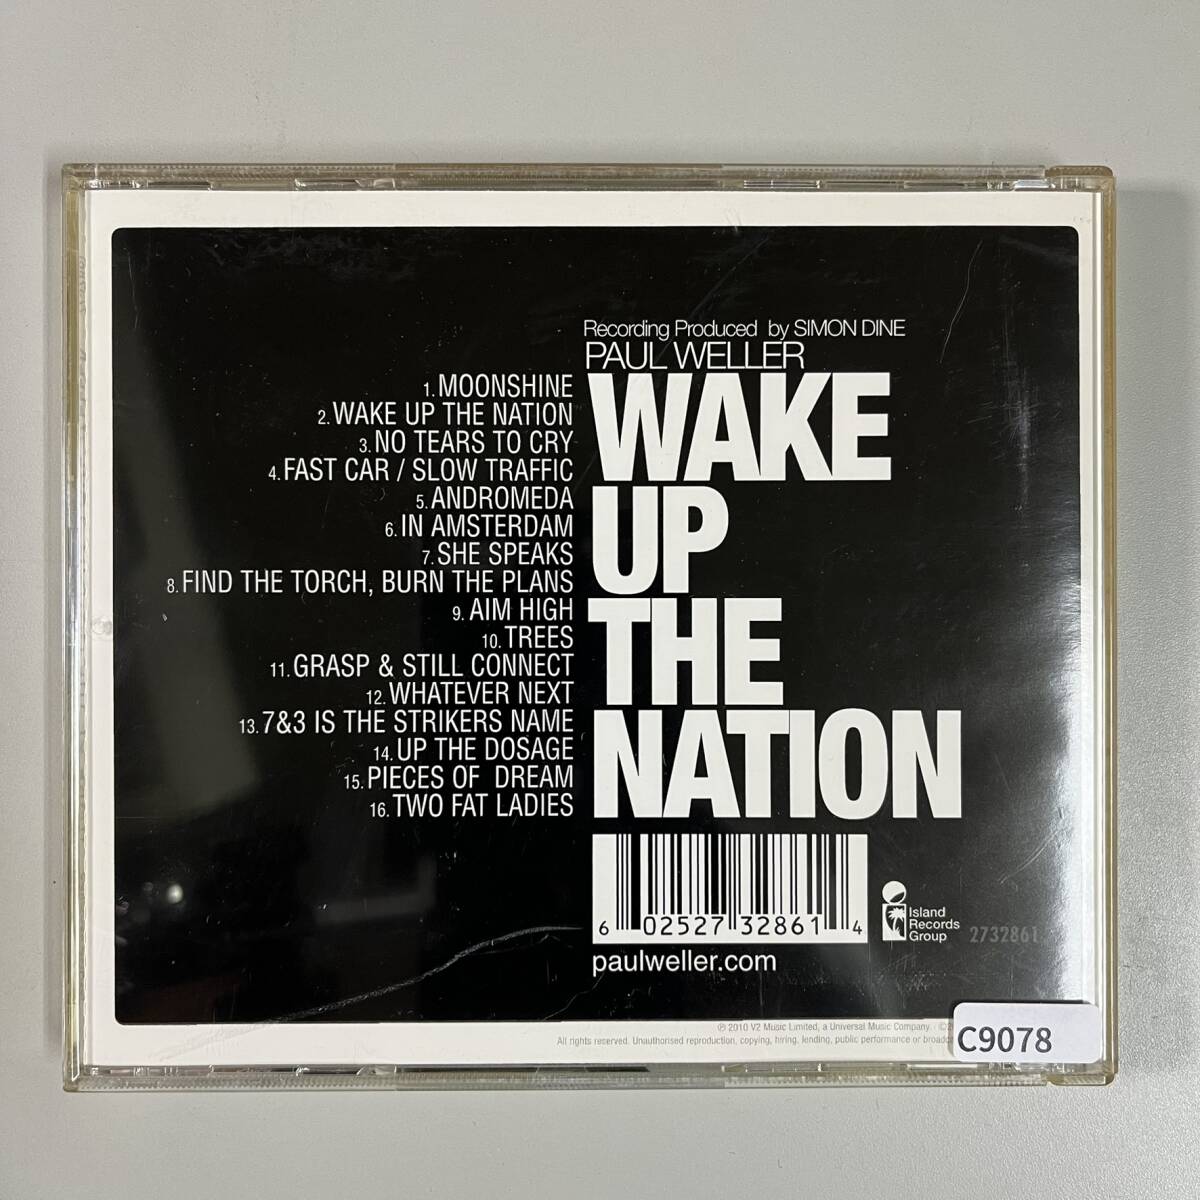 Recording Produced by SIMON DINE
PAUL WELLER
WAKE
UP
THE
NATION
1. MOONSHINE
2. WAKE UP THE NATION
3. NO TEARS TO CRY
4. FAST CAR / SLOW TRAFFIC
5. ANDROMEDA
6. IN AMSTERDAM
7. SHE SPEAKS
8. FIND THE TORCH, BURN THE PLANS
9. AIM HIGH
10. TREES
11. GRASP & STILL CONNECT
12. WHATEVER NEXT
13. 7&3 IS THE STRIKERS NAME
14. UP THE DOSAGE
15. PIECES OF DREAM
16. TWO FAT LADIES
6 02527 32861 4
Island
Records
Group
2732861
paulweller.com
℗ 2010 V2 Music Limited, a Universal Music Company. ©
All rights reserved. Unauthorised reproduction, copying, hiring, lending, public performance or
C9078